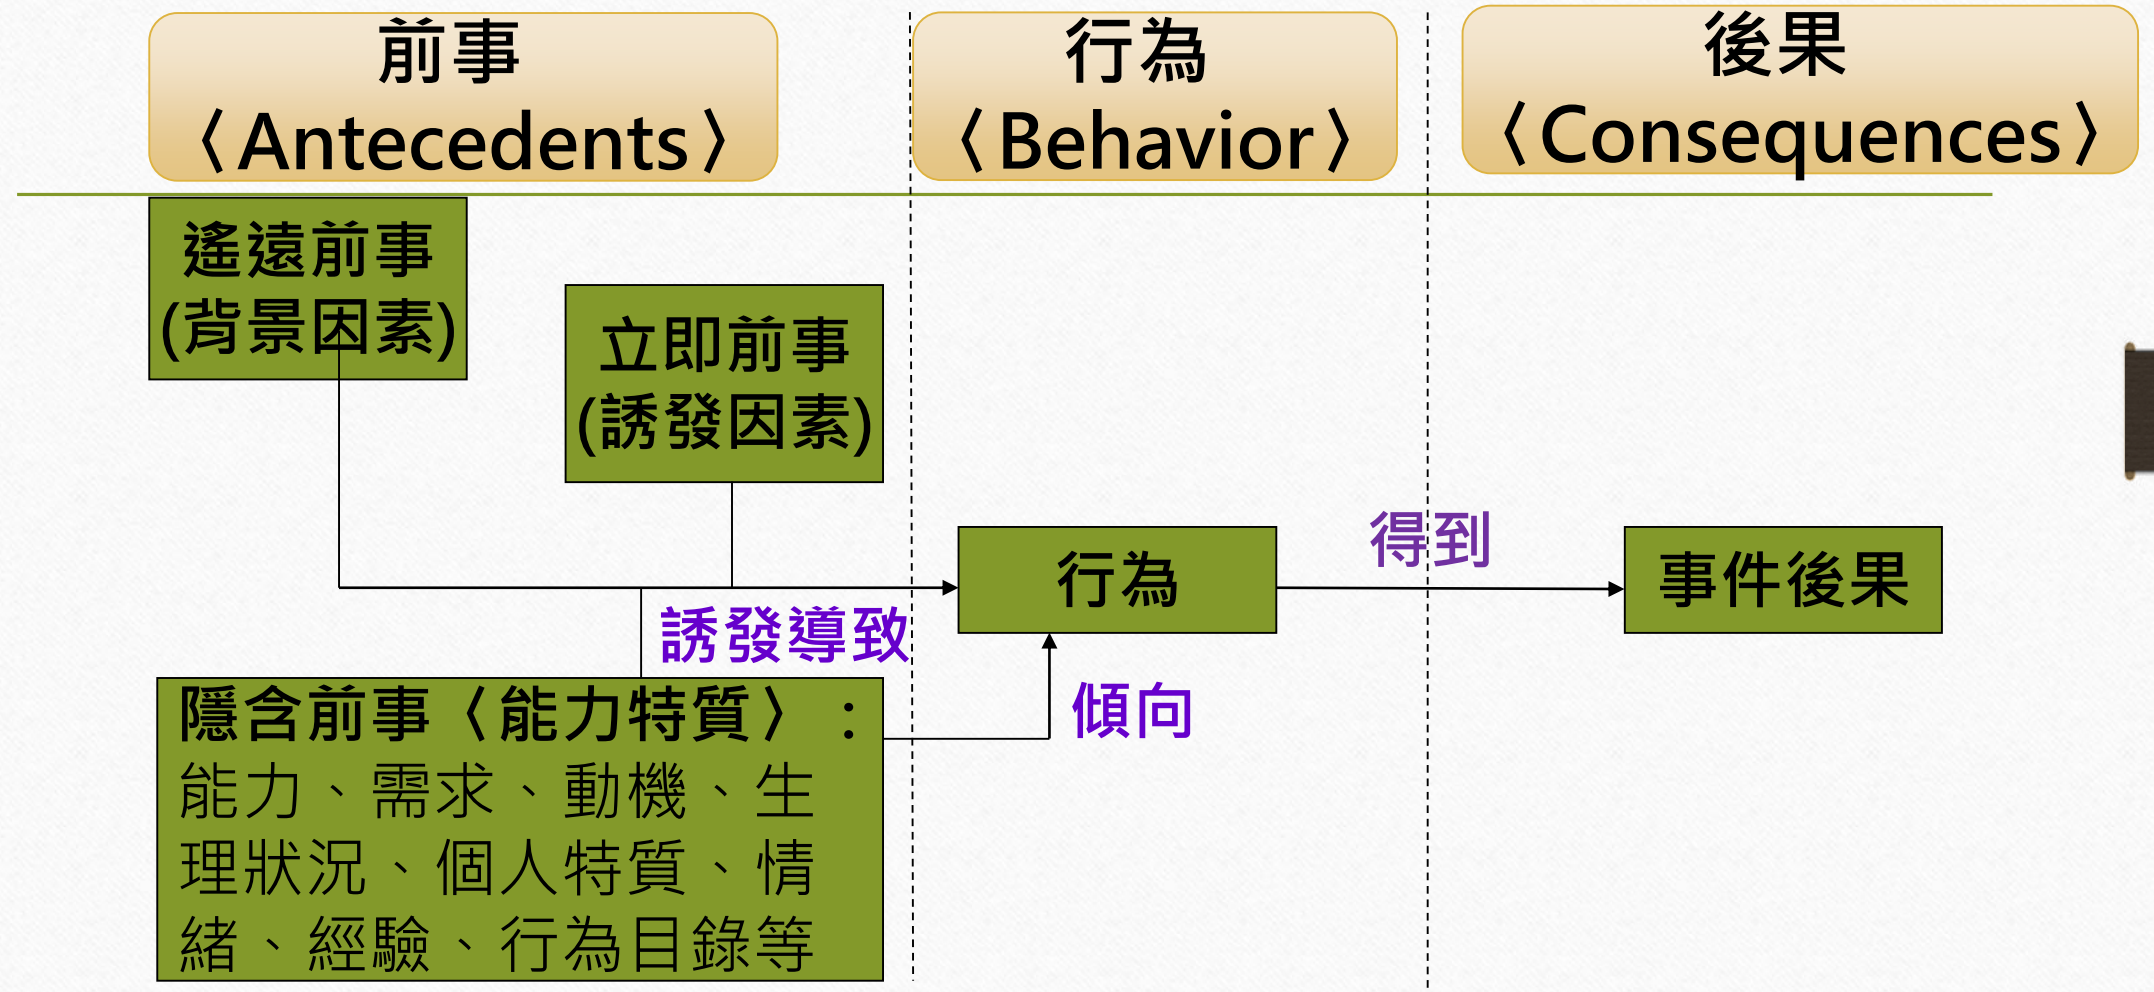 前事
〈Antecedents〉
行為
〈Behavior〉
後果
〈Consequences〉
遙遠前事
(背景因素)
立即前事
(誘發因素)
行為
得到
事件後果
誘發導致
傾向
隱含前事〈能力特質〉：
能力、需求、動機、生
理狀況、個人特質、情
緒、經驗、行為目錄等